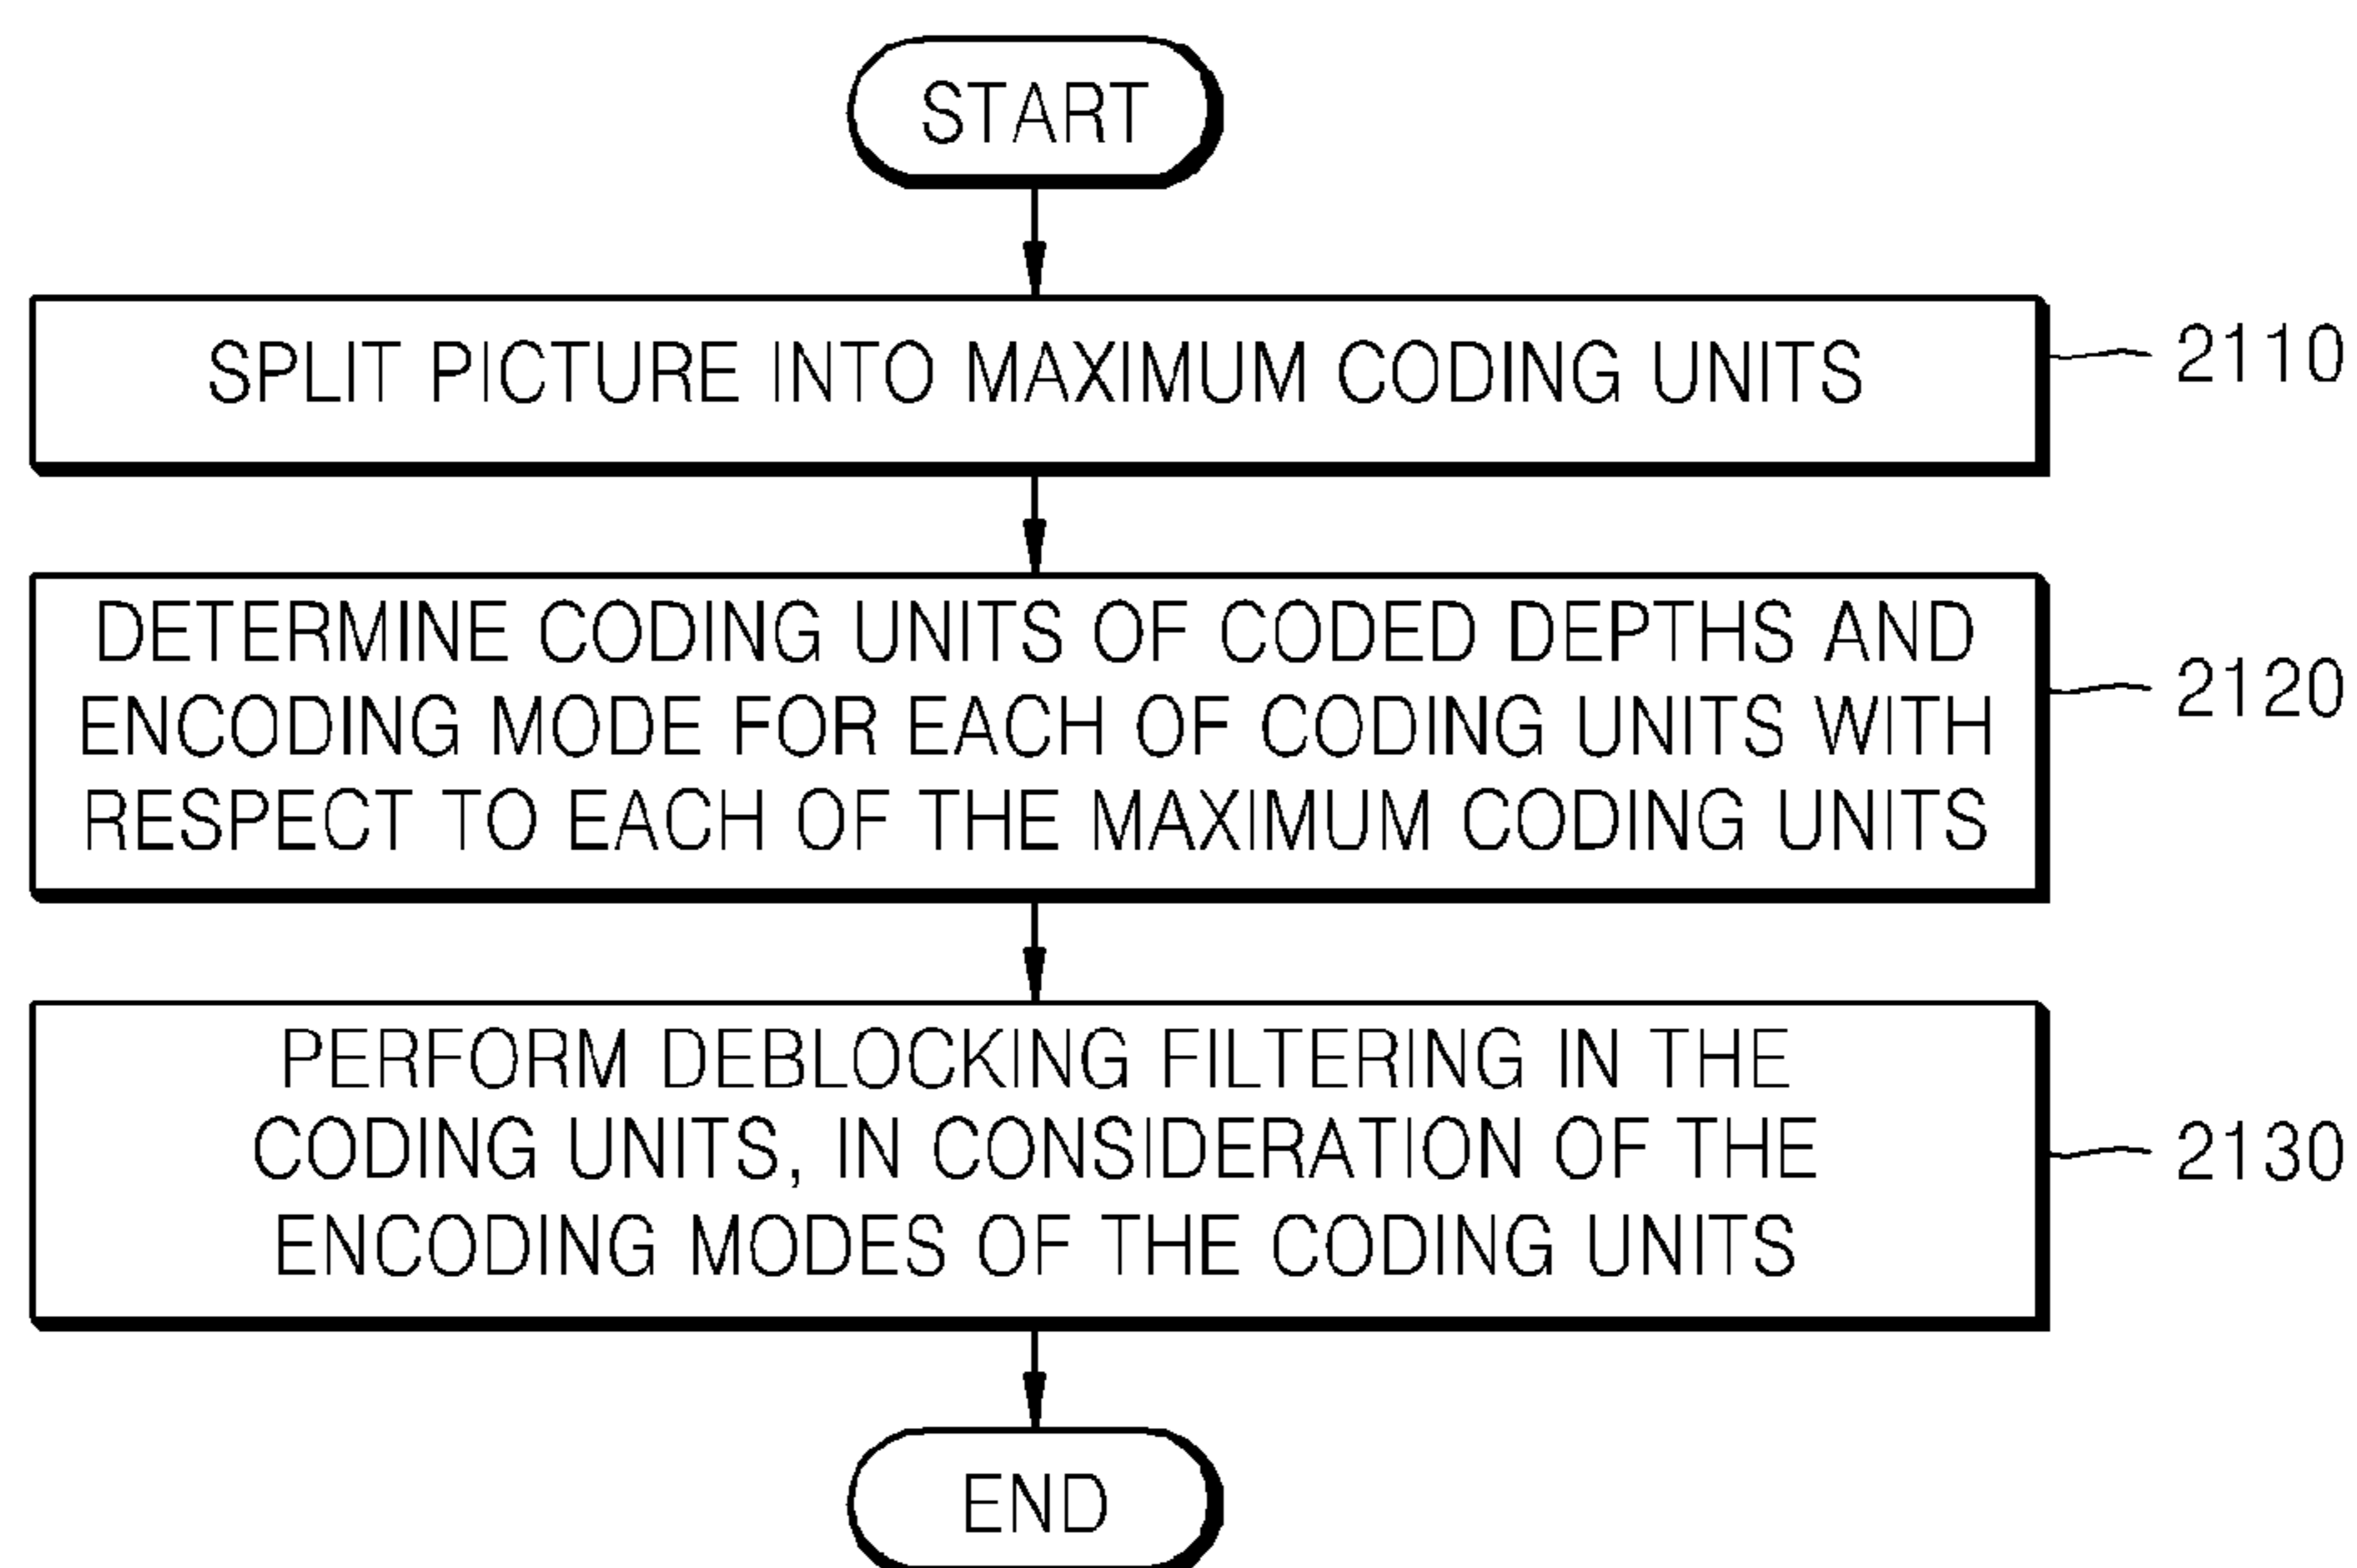 START
SPLIT PICTURE INTO MAXIMUM CODING UNITS
2110
DETERMINE CODING UNITS OF CODED DEPTHS AND
ENCODING MODE FOR EACH OF CODING UNITS WITH
RESPECT TO EACH OF THE MAXIMUM CODING UNITS
2120
PERFORM DEBLOCKING FILTERING IN THE
CODING UNITS, IN CONSIDERATION OF THE
ENCODING MODES OF THE CODING UNITS
2130
END